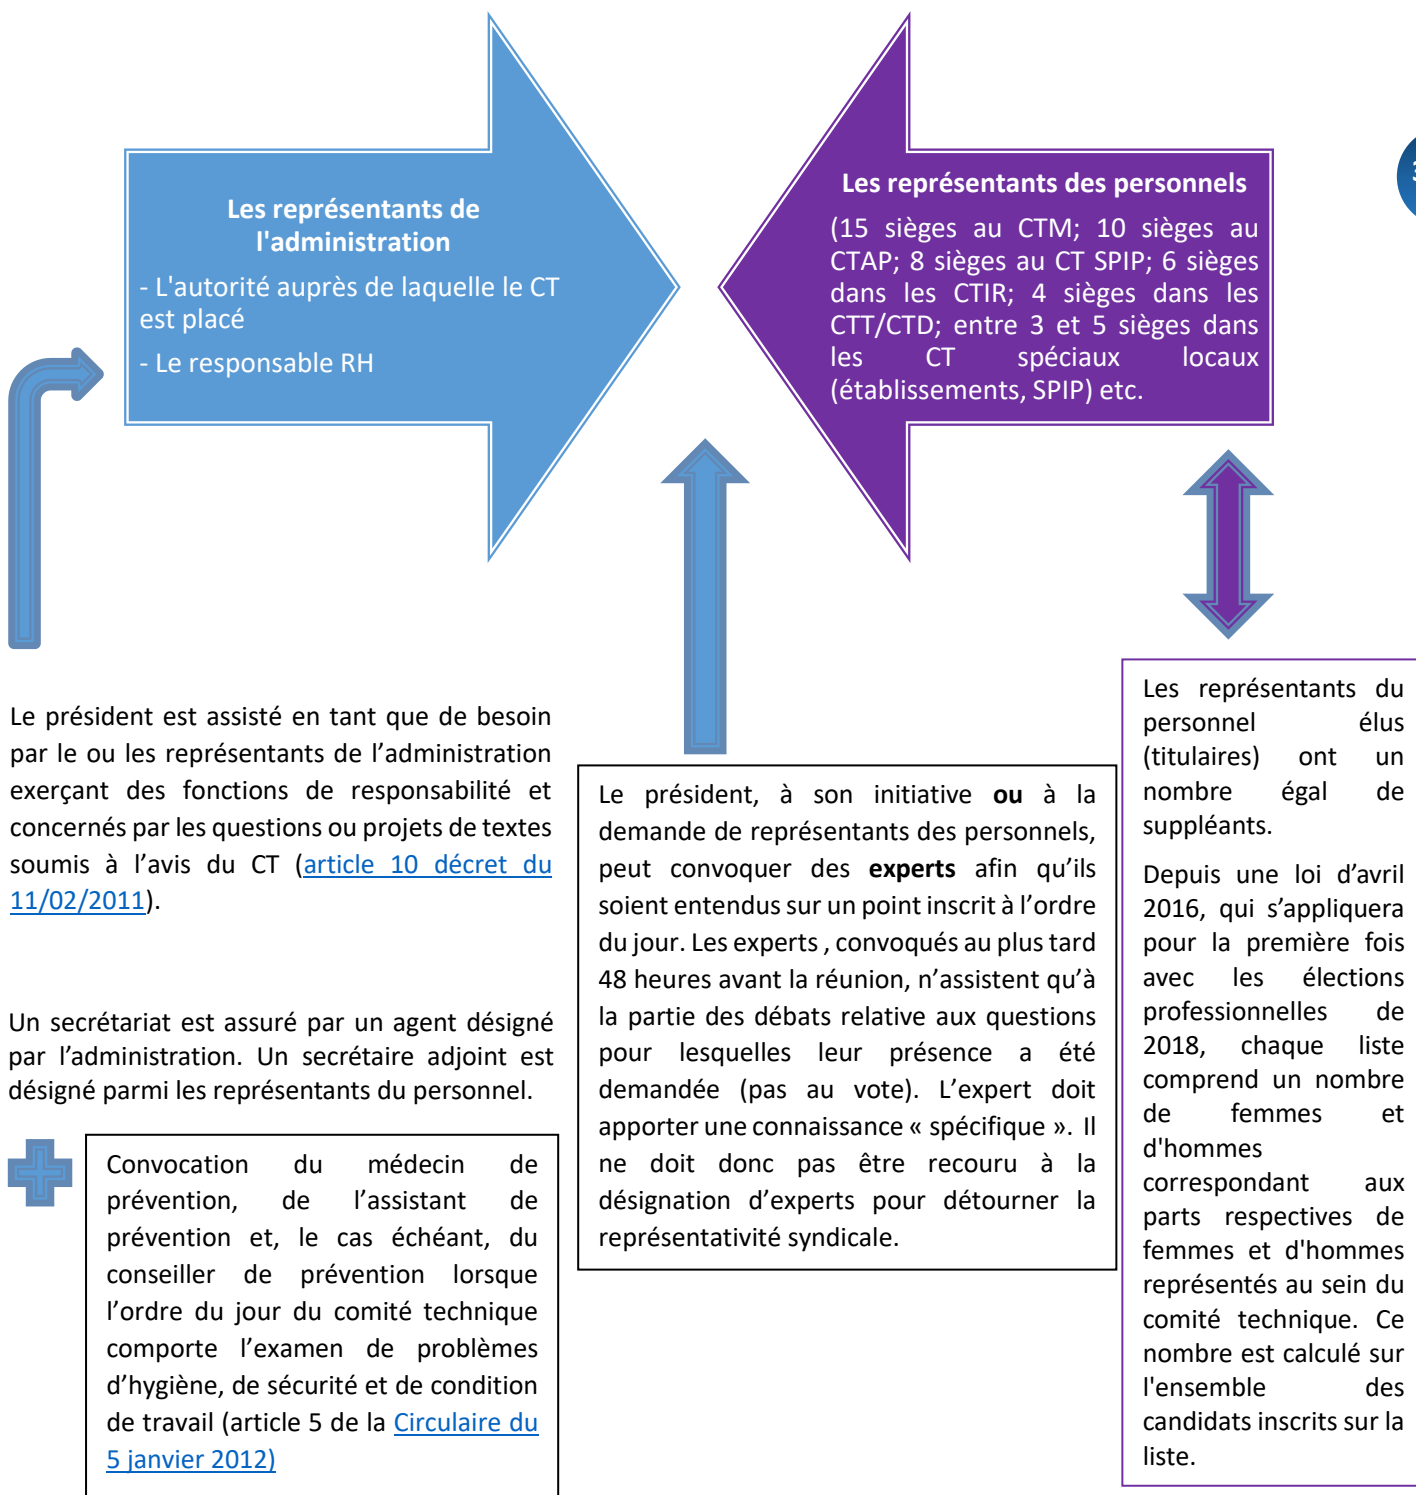 Les représentants de
l'administration
- L'autorité auprès de laquelle le CT
est placé
- Le responsable RH
Les représentants des personnels
(15 sièges au CTM; 10 sièges au
CTAP; 8 sièges au CT SPIP; 6 sièges
dans les CTIR; 4 sièges dans les
CTT/CTD; entre 3 et 5 sièges dans
les CT spéciaux locaux
(établissements, SPIP) etc.
3
Le président est assisté en tant que de besoin
par le ou les représentants de l’administration
exerçant des fonctions de responsabilité et
concernés par les questions ou projets de textes
soumis à l’avis du CT (article 10 décret du
11/02/2011).
Un secrétariat est assuré par un agent désigné
par l’administration. Un secrétaire adjoint est
désigné parmi les représentants du personnel.
Convocation du médecin de
prévention, de l’assistant de
prévention et, le cas échéant, du
conseiller de prévention lorsque
l’ordre du jour du comité technique
comporte l’examen de problèmes
d’hygiène, de sécurité et de condition
de travail (article 5 de la Circulaire du
5 janvier 2012)
Le président, à son initiative ou à la
demande de représentants des personnels,
peut convoquer des experts afin qu’ils
soient entendus sur un point inscrit à l’ordre
du jour. Les experts , convoqués au plus tard
48 heures avant la réunion, n’assistent qu’à
la partie des débats relative aux questions
pour lesquelles leur présence a été
demandée (pas au vote). L’expert doit
apporter une connaissance « spécifique ». Il
ne doit donc pas être recouru à la
désignation d’experts pour détourner la
représentativité syndicale.
Les représentants du
personnel élus
(titulaires) ont un
nombre égal de
suppléants.
Depuis une loi d’avril
2016, qui s’appliquera
pour la première fois
avec les élections
professionnelles de
2018, chaque liste
comprend un nombre
de femmes et
d'hommes
correspondant aux
parts respectives de
femmes et d'hommes
représentés au sein du
comité technique. Ce
nombre est calculé sur
l'ensemble des
candidats inscrits sur la
liste.